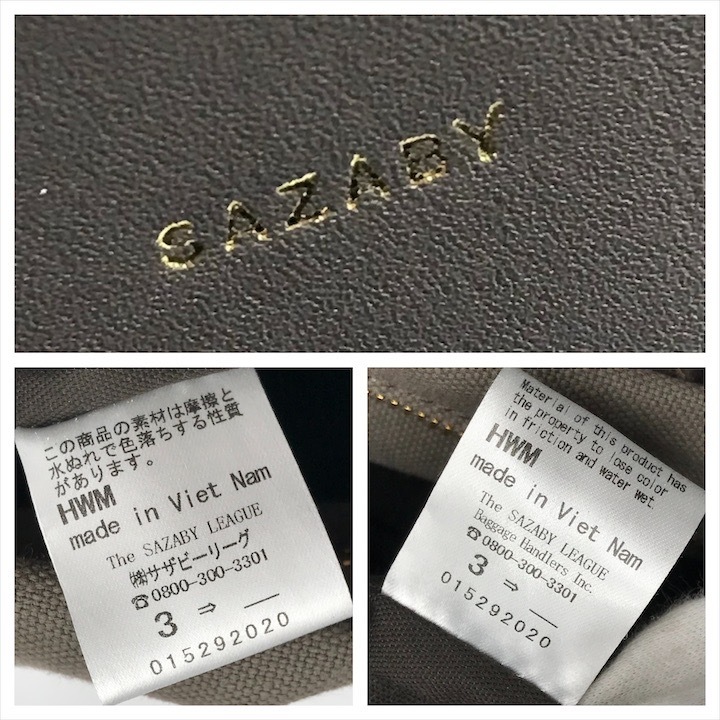 SAZABY
この商品の素材は摩擦と
水ぬれで色落ちする性質
があります。
HWM
made in Viet Nam
The SAZABY LEAGUE
㈱サザビーリーグ
☎0800-300-3301
3 ⇒ —
015292020
Material of this product has
the property to lose color
in friction and water wet.
HWM
made in Viet Nam
The SAZABY LEAGUE
Baggage Handlers Inc.
☎0800-300-3301
3 ⇒ —
015292020